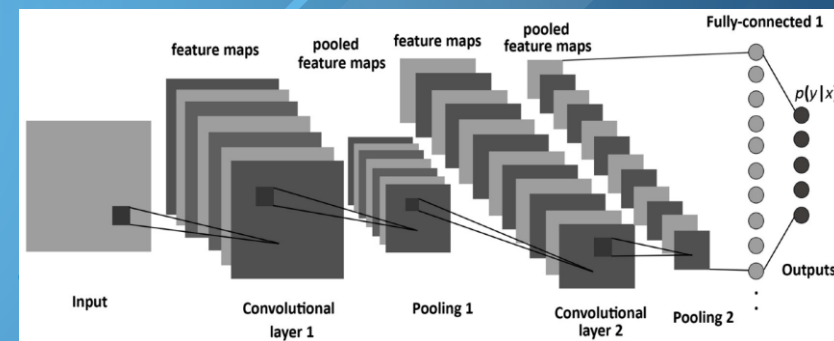 Fully-connected 1
feature maps
pooled
feature maps
feature maps
pooled
feature maps
p(y|x)
Input
Convolutional
layer 1
Pooling 1
Convolutional
layer 2
Pooling 2
Outputs